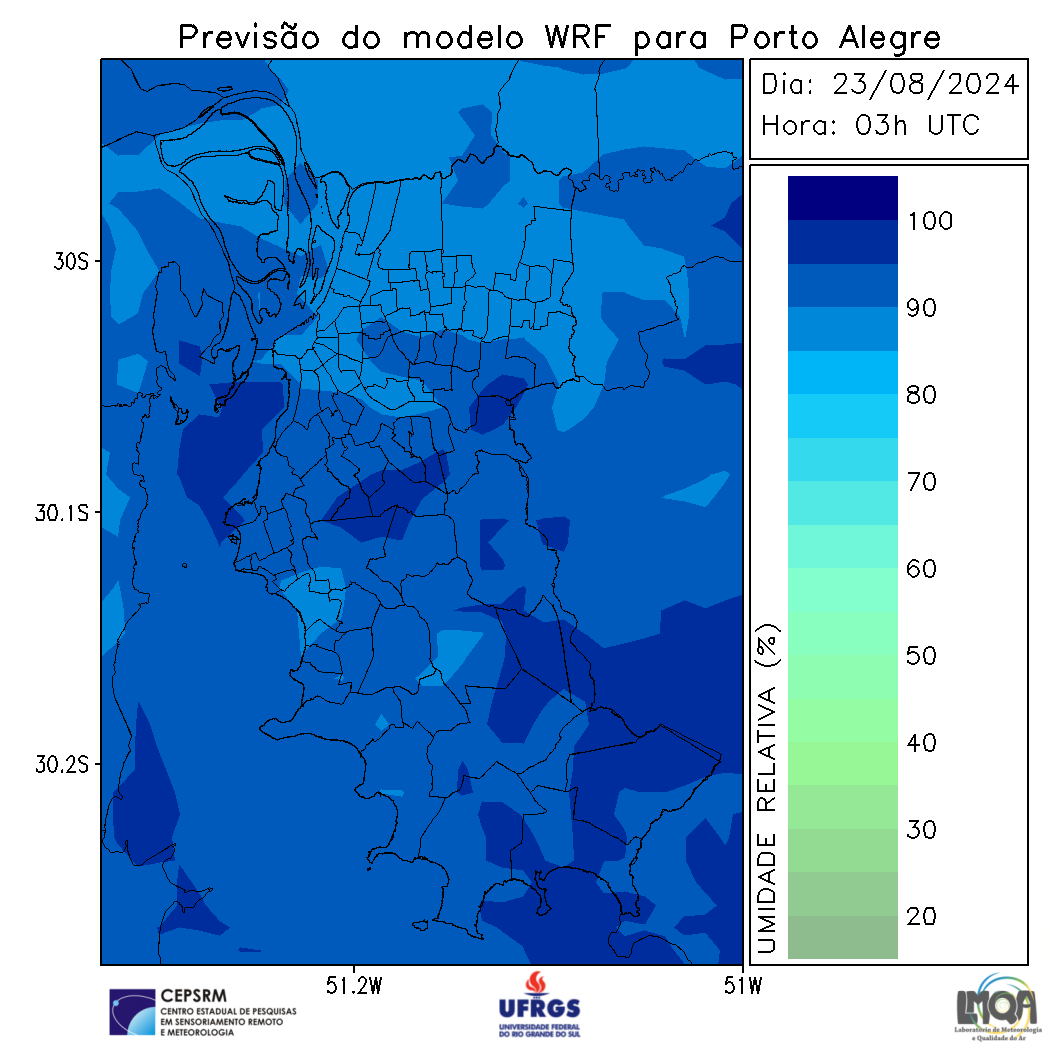 Previsão do modelo WRF para Porto Alegre
Dia: 23/08/2024
Hora: 03h UTC
100
90
80
70
60
50
40
30
20
UMIDADE RELATIVA (%)
30S
30.1S
30.2S
51.2W
51W
CEPSRM
CENTRO ESTADUAL DE PESQUISAS
EM SENSORIAMENTO REMOTO
E METEOROLOGIA
UFRGS
UNIVERSIDADE FEDERAL
DO RIO GRANDE DO SUL
LMQA
Laboratório de Meteorologia
e Qualidade do Ar